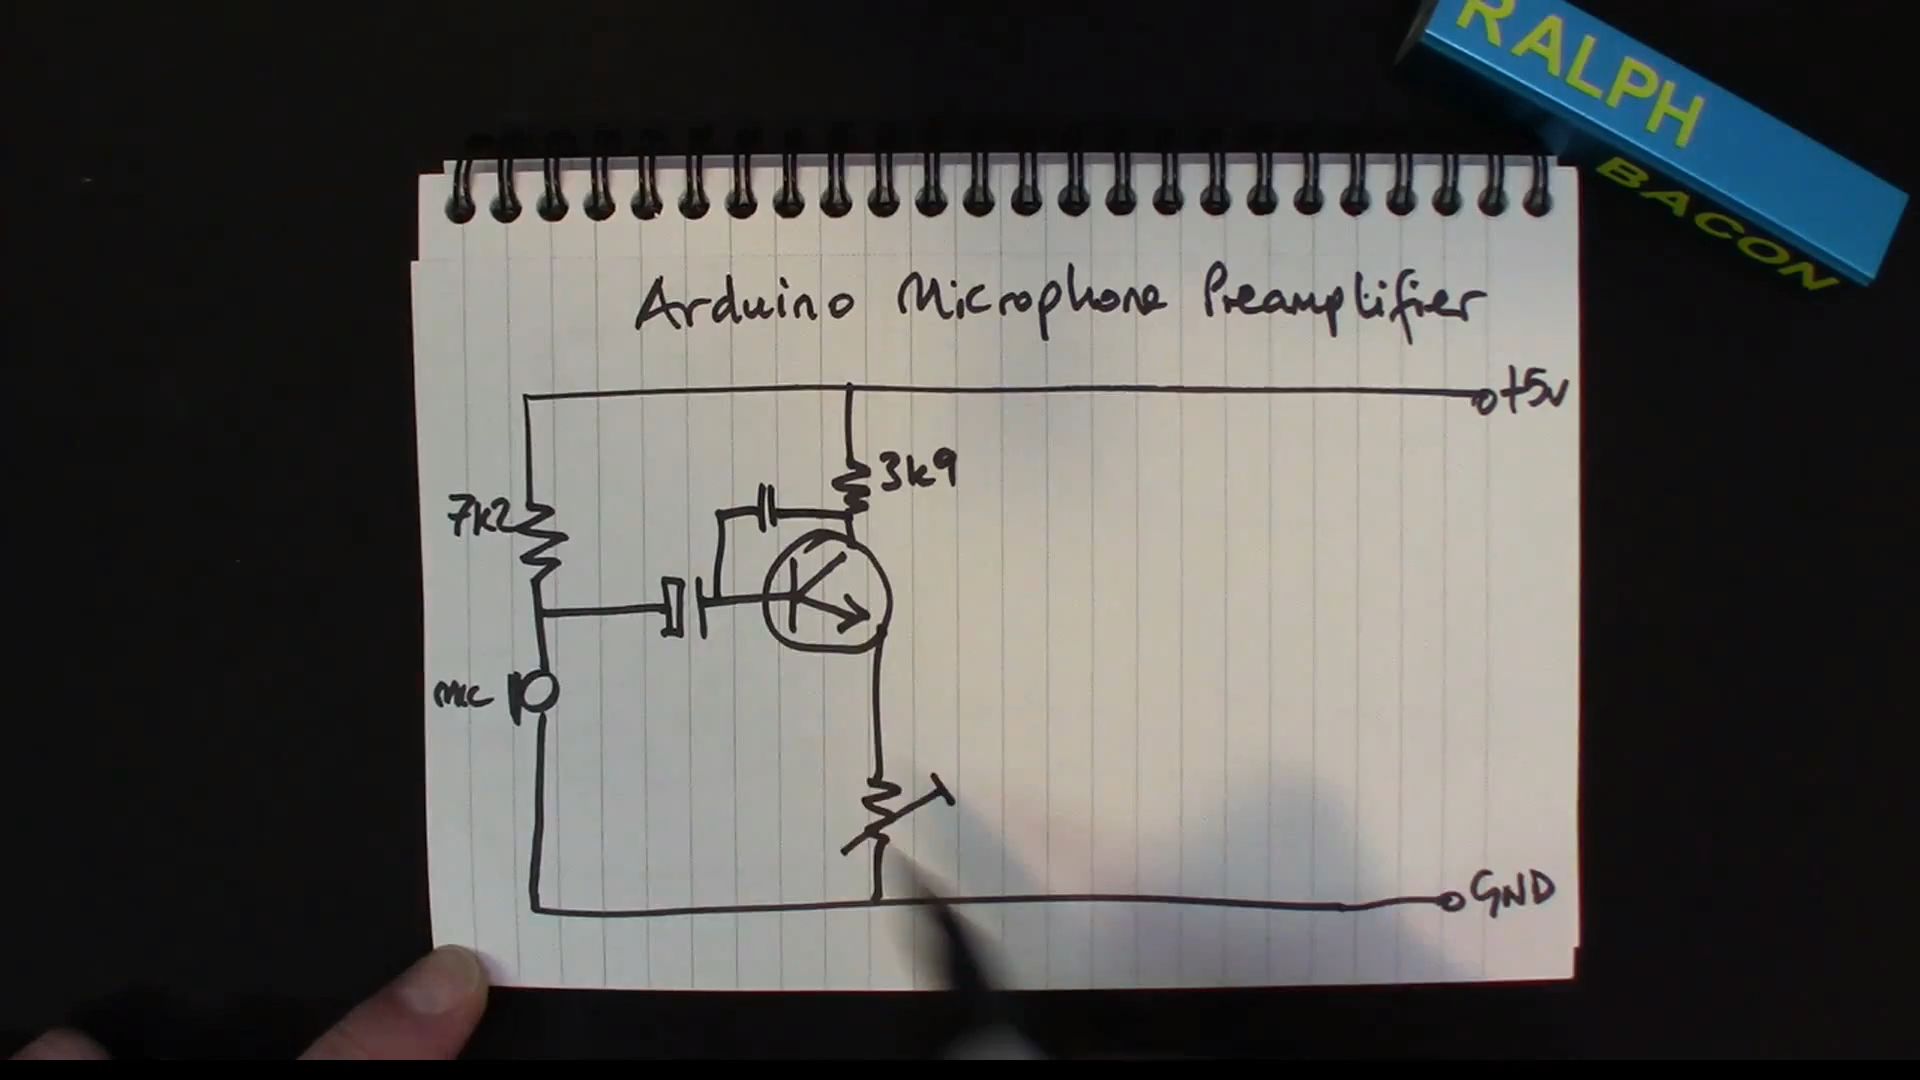 RALPH
BACON
Arduino Microphone Preamplifier
+5v
3k9
7k2
mic
GND